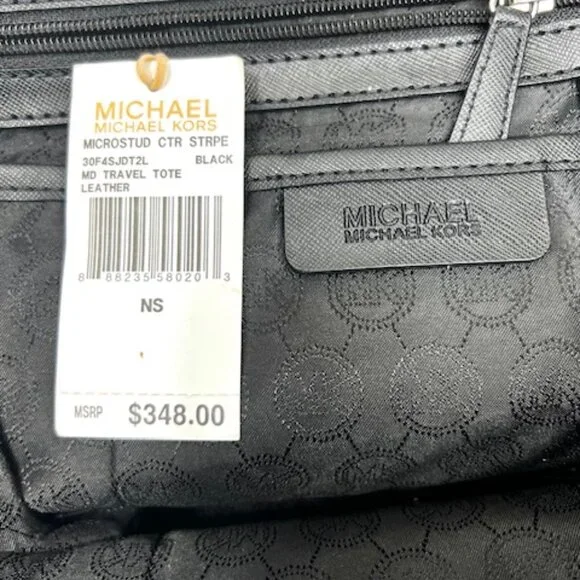 MICHAEL
MICHAEL KORS
MICROSTUD CTR STRPE
30F4SJDT2L BLACK
MD TRAVEL TOTE
LEATHER
8 88235 58020 3
NS
MSRP $348.00
MICHAEL
MICHAEL KORS